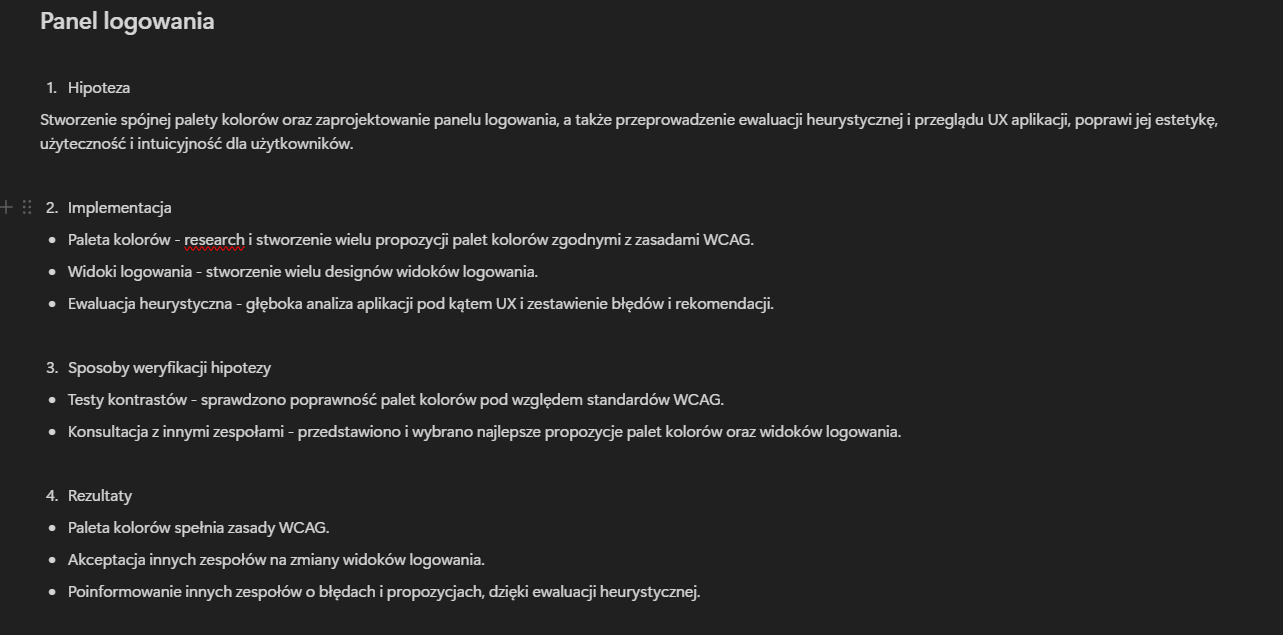 Panel logowania
1. Hipoteza
Stworzenie spójnej palety kolorów oraz zaprojektowanie panelu logowania, a także przeprowadzenie ewaluacji heurystycznej i przeglądu UX aplikacji, poprawi jej estetykę,
użyteczność i intuicyjność dla użytkowników.
2. Implementacja
• Paleta kolorów - research i stworzenie wielu propozycji palet kolorów zgodnymi z zasadami WCAG.
• Widoki logowania - stworzenie wielu designów widoków logowania.
• Ewaluacja heurystyczna - głęboka analiza aplikacji pod kątem UX i zestawienie błędów i rekomendacji.
3. Sposoby weryfikacji hipotezy
• Testy kontrastów - sprawdzono poprawność palet kolorów pod względem standardów WCAG.
• Konsultacja z innymi zespołami - przedstawiono i wybrano najlepsze propozycje palet kolorów oraz widoków logowania.
4. Rezultaty
• Paleta kolorów spełnia zasady WCAG.
• Akceptacja innych zespołów na zmiany widoków logowania.
• Poinformowanie innych zespołów o błędach i propozycjach, dzięki ewaluacji heurystycznej.